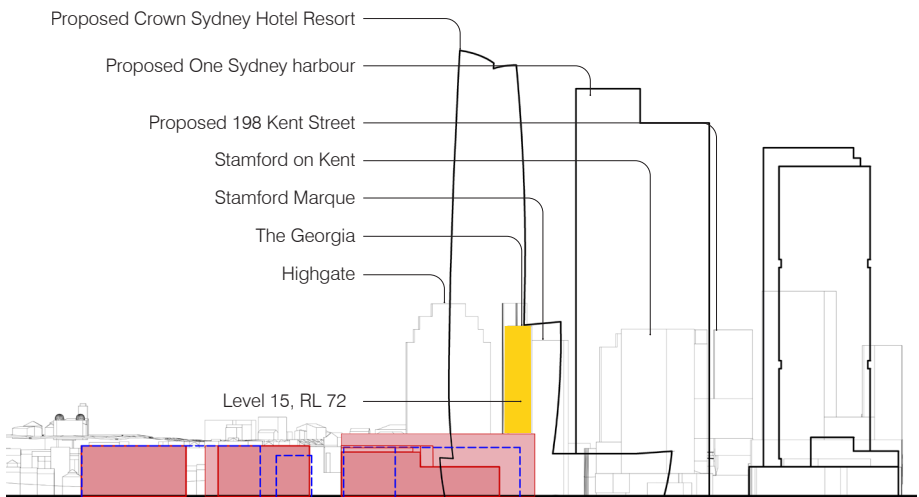 Proposed Crown Sydney Hotel Resort
Proposed One Sydney harbour
Proposed 198 Kent Street
Stamford on Kent
Stamford Marque
The Georgia
Highgate
Level 15, RL 72